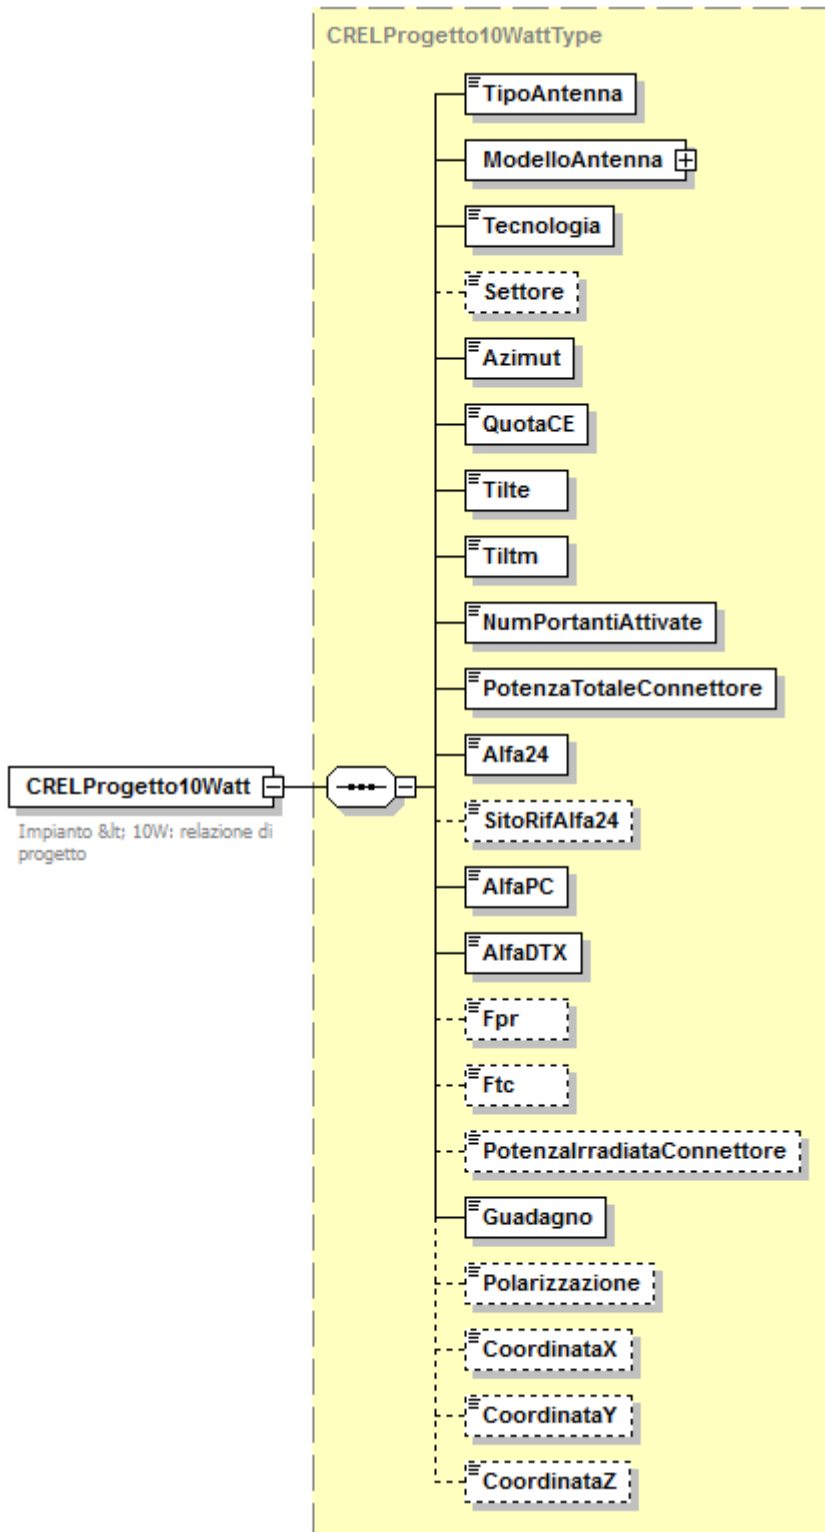 CRELProgetto10WattType
TipoAntenna
ModelloAntenna
Tecnologia
Settore
Azimut
QuotaCE
Tilte
Tiltm
NumPortantiAttivate
PotenzaTotaleConnettore
Alfa24
CRELProgetto10Watt
Impianto &lt; 10W: relazione di
progetto
SitoRifAlfa24
AlfaPC
AlfaDTX
Fpr
Ftc
PotenzaIrradiataConnettore
Guadagno
Polarizzazione
CoordinataX
CoordinataY
CoordinataZ